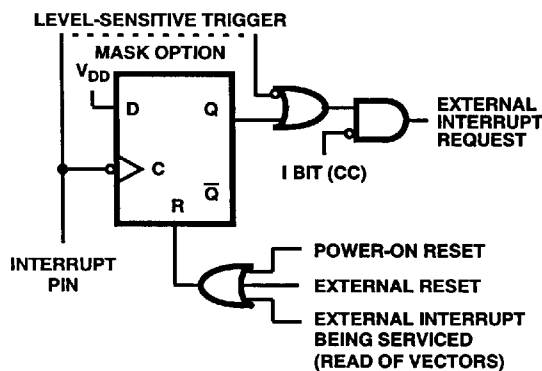 LEVEL-SENSITIVE TRIGGER
MASK OPTION
VDD
D
Q
C
Q
R
I BIT (CC)
EXTERNAL
INTERRUPT
REQUEST
INTERRUPT
PIN
POWER-ON RESET
EXTERNAL RESET
EXTERNAL INTERRUPT
BEING SERVICED
(READ OF VECTORS)